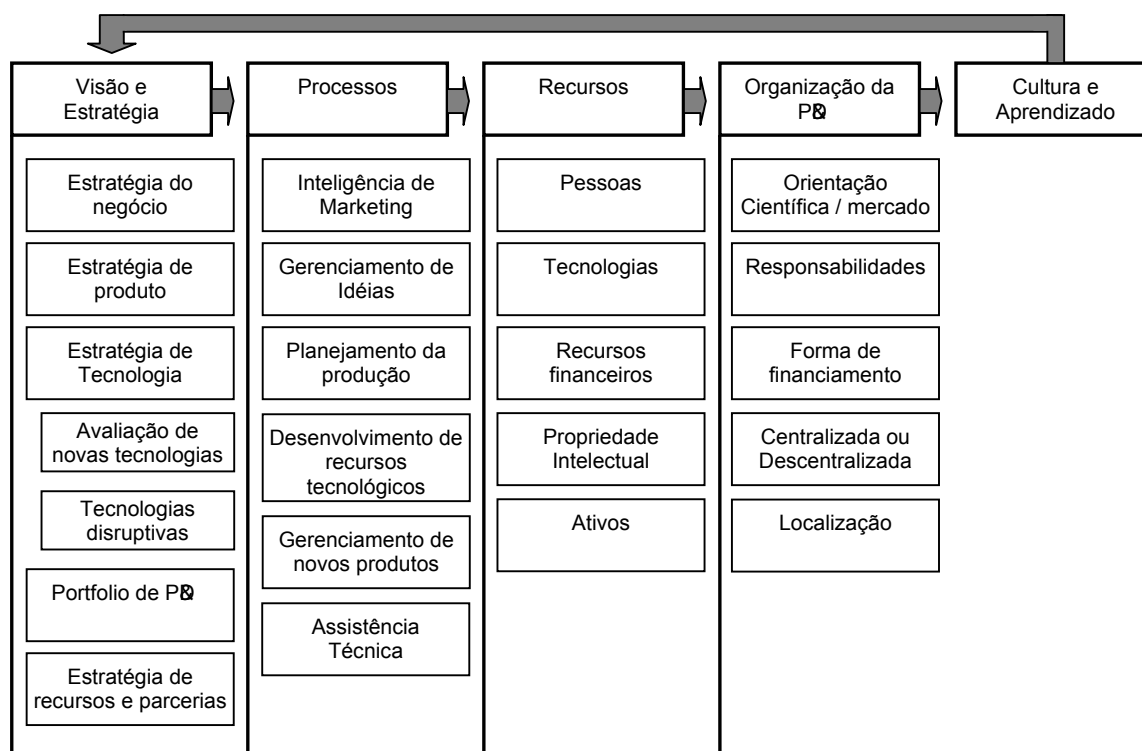 Visão e
Estratégia
Processos
Recursos
Organização da
P&D
Cultura e
Aprendizado
Estratégia do
negócio
Estratégia de
produto
Estratégia de
Tecnologia
Avaliação de
novas tecnologias
Tecnologias
disruptivas
Portfolio de P&D
Estratégia de
recursos e parcerias
Inteligência de
Marketing
Gerenciamento de
Idéias
Planejamento da
produção
Desenvolvimento de
recursos
tecnológicos
Gerenciamento de
novos produtos
Assistência
Técnica
Pessoas
Tecnologias
Recursos
financeiros
Propriedade
Intelectual
Ativos
Orientação
Científica / mercado
Responsabilidades
Forma de
financiamento
Centralizada ou
Descentralizada
Localização